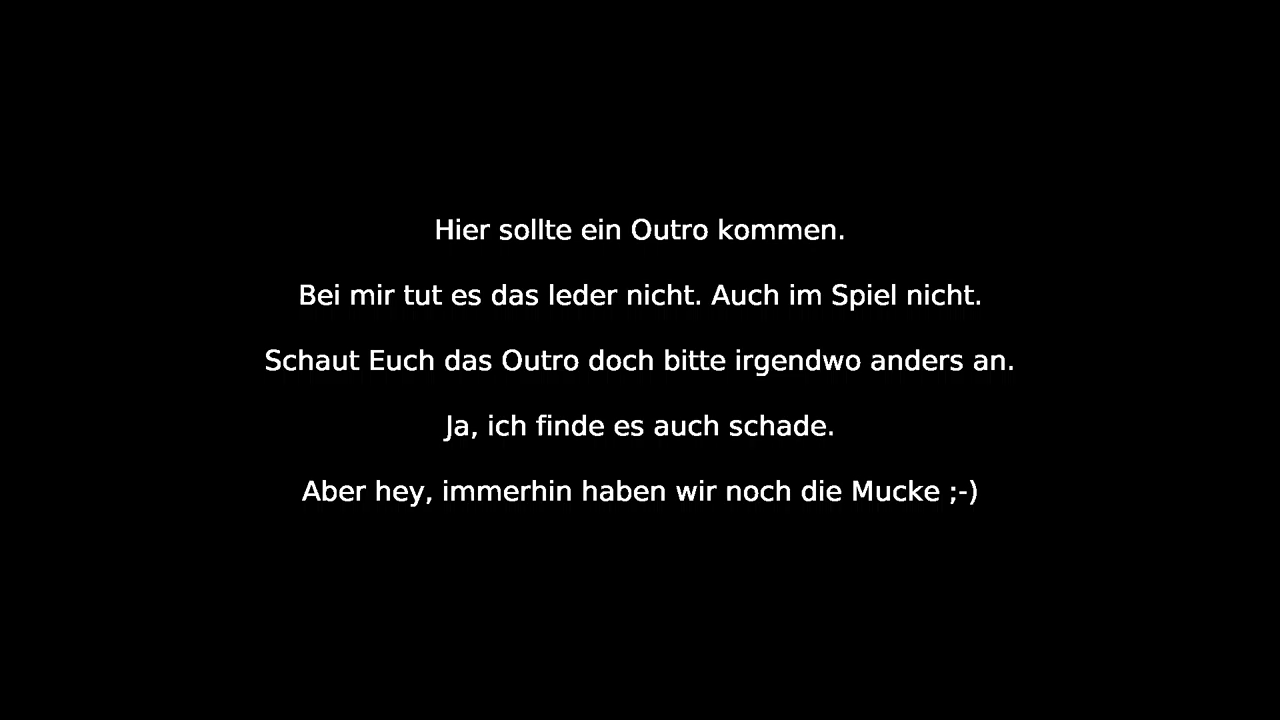 Hier sollte ein Outro kommen.
Bei mir tut es das leder nicht. Auch im Spiel nicht.
Schaut Euch das Outro doch bitte irgendwo anders an.
Ja, ich finde es auch schade.
Aber hey, immerhin haben wir noch die Mucke ;-)